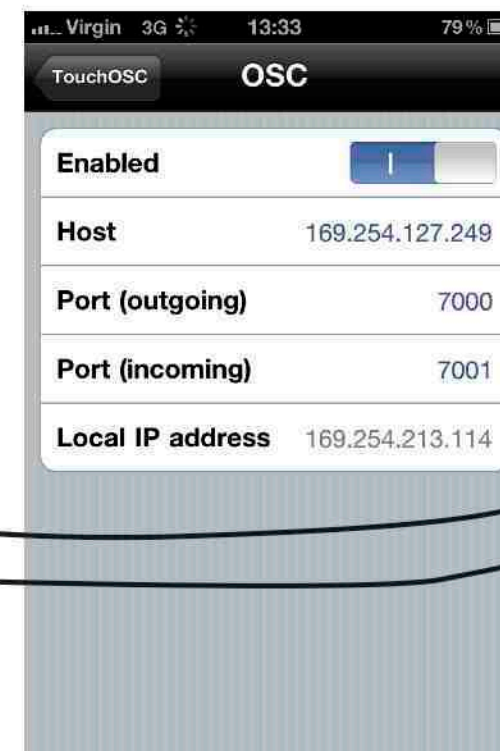 Virgin 3G 13:33 79%
TouchOSC OSC
Enabled
Host 169.254.127.249
Port (outgoing) 7000
Port (incoming) 7001
Local IP address 169.254.213.114